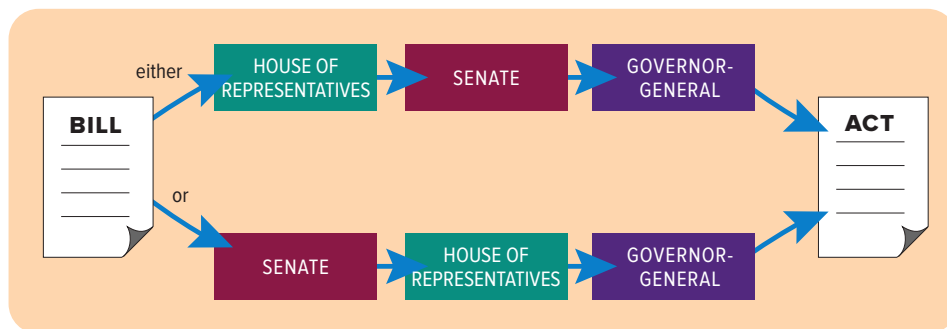 either
HOUSE OF
REPRESENTATIVES
SENATE
GOVERNOR-
GENERAL
BILL
ACT
or
SENATE
HOUSE OF
REPRESENTATIVES
GOVERNOR-
GENERAL